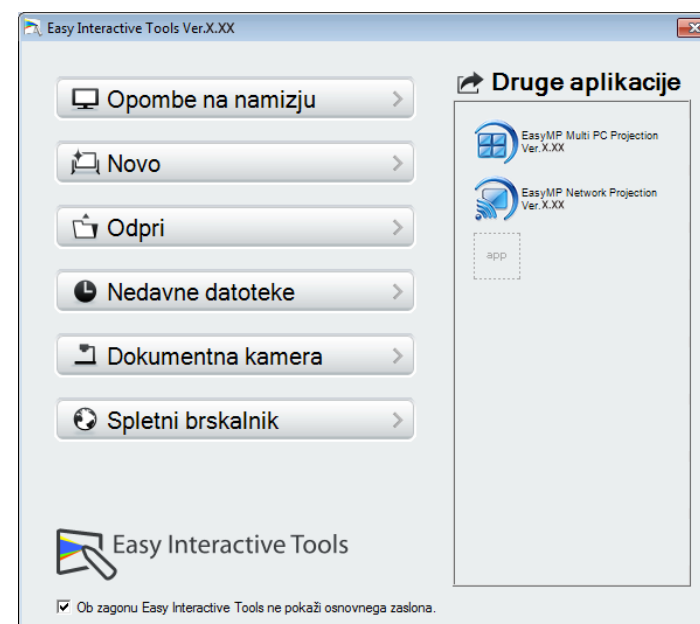 Easy Interactive Tools Ver.X.XX
Opombe na namizju
Novo
Odpri
Nedavne datoteke
Dokumentna kamera
Spletni brskalnik
Druge aplikacije
EasyMP Multi PC Projection
Ver.X.XX
EasyMP Network Projection
Ver.X.XX
app
Easy Interactive Tools
Ob zagonu Easy Interactive Tools ne pokaži osnovnega zaslona.